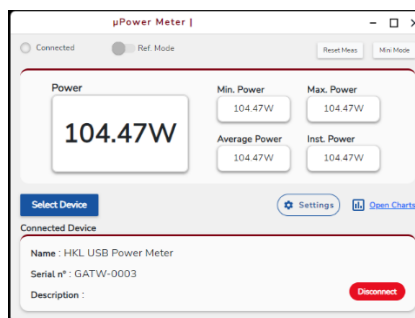 µPower Meter |
Connected Ref. Mode Reset Meas Mini Mode
Power Min. Power Max. Power
104.47W 104.47W 104.47W
Average Power Inst. Power
104.47W 104.47W
Select Device Settings Open Charts
Connected Device
Name : HKL USB Power Meter
Serial n° : GATW-0003
Description :
Disconnect